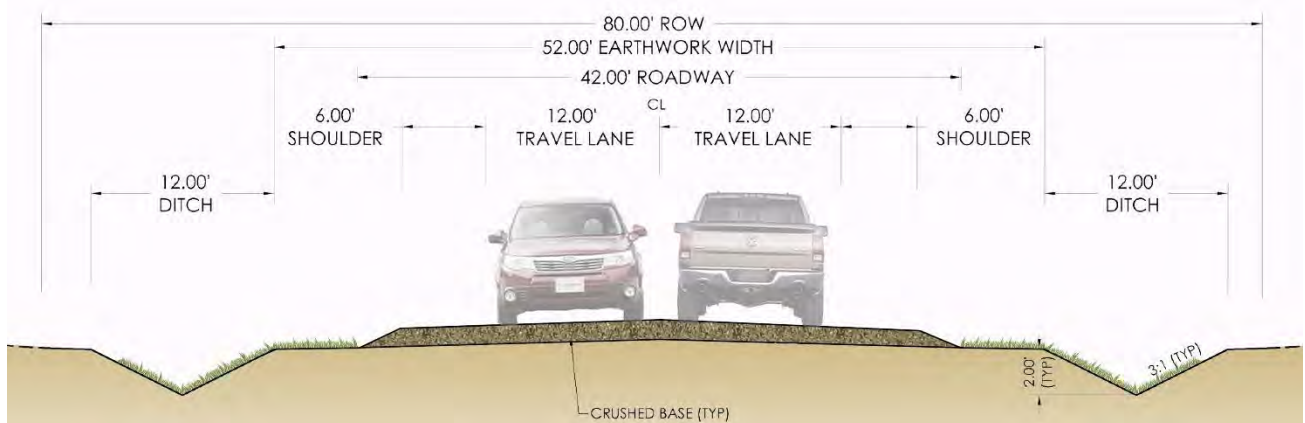 80.00' ROW
52.00' EARTHWORK WIDTH
42.00' ROADWAY
CL
6.00'
SHOULDER
12.00'
TRAVEL LANE
12.00'
TRAVEL LANE
6.00'
SHOULDER
12.00'
DITCH
12.00'
DITCH
2.00'
(TYP)
3:1 (TYP)
CRUSHED BASE (TYP)